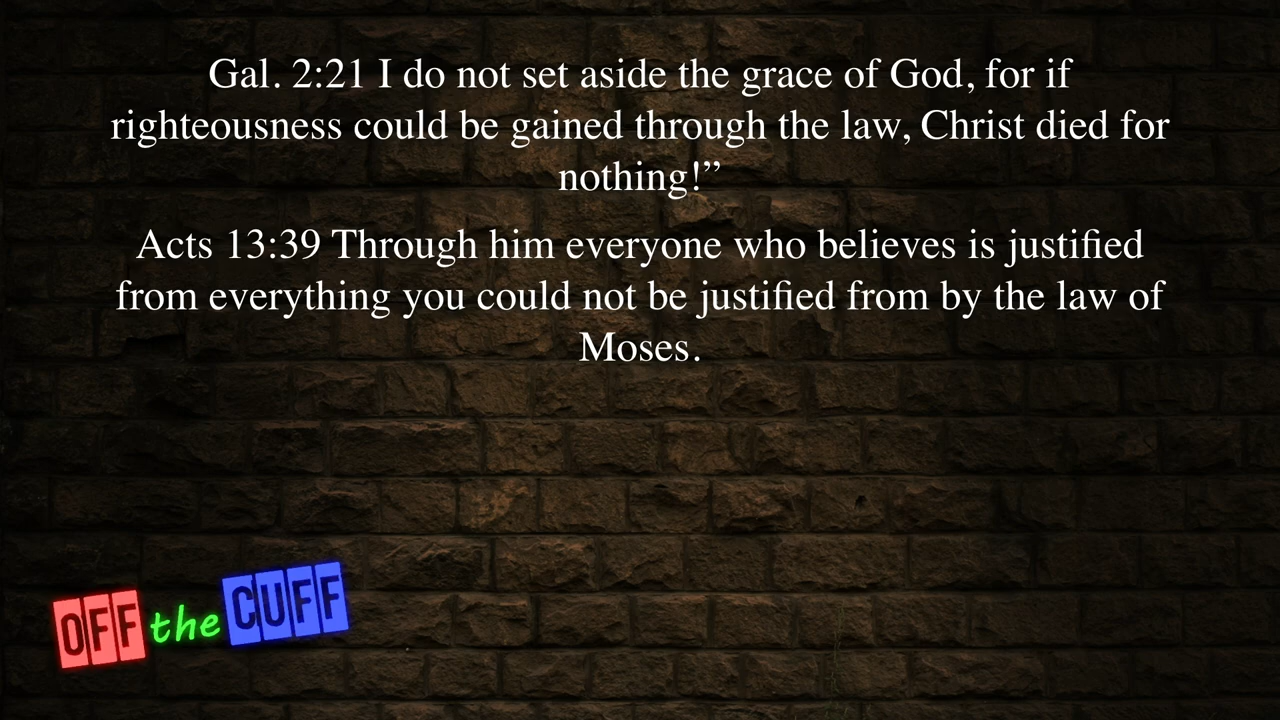 Gal. 2:21 I do not set aside the grace of God, for if
righteousness could be gained through the law, Christ died for
nothing!”
Acts 13:39 Through him everyone who believes is justified
from everything you could not be justified from by the law of
Moses.
OFF the CUFF